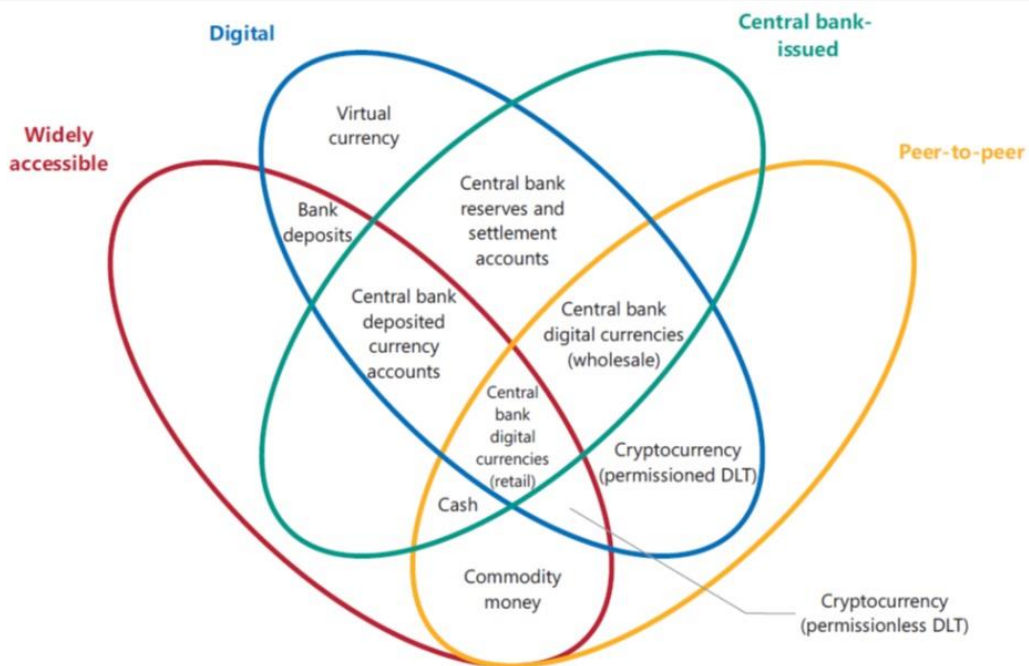 Digital
Central bank-
issued
Widely
accessible
Peer-to-peer
Virtual
currency
Bank
deposits
Central bank
reserves and
settlement
accounts
Central bank
deposited
currency
accounts
Central bank
digital currencies
(wholesale)
Central
bank
digital
currencies
(retail)
Cryptocurrency
(permissioned DLT)
Cash
Commodity
money
Cryptocurrency
(permissionless DLT)